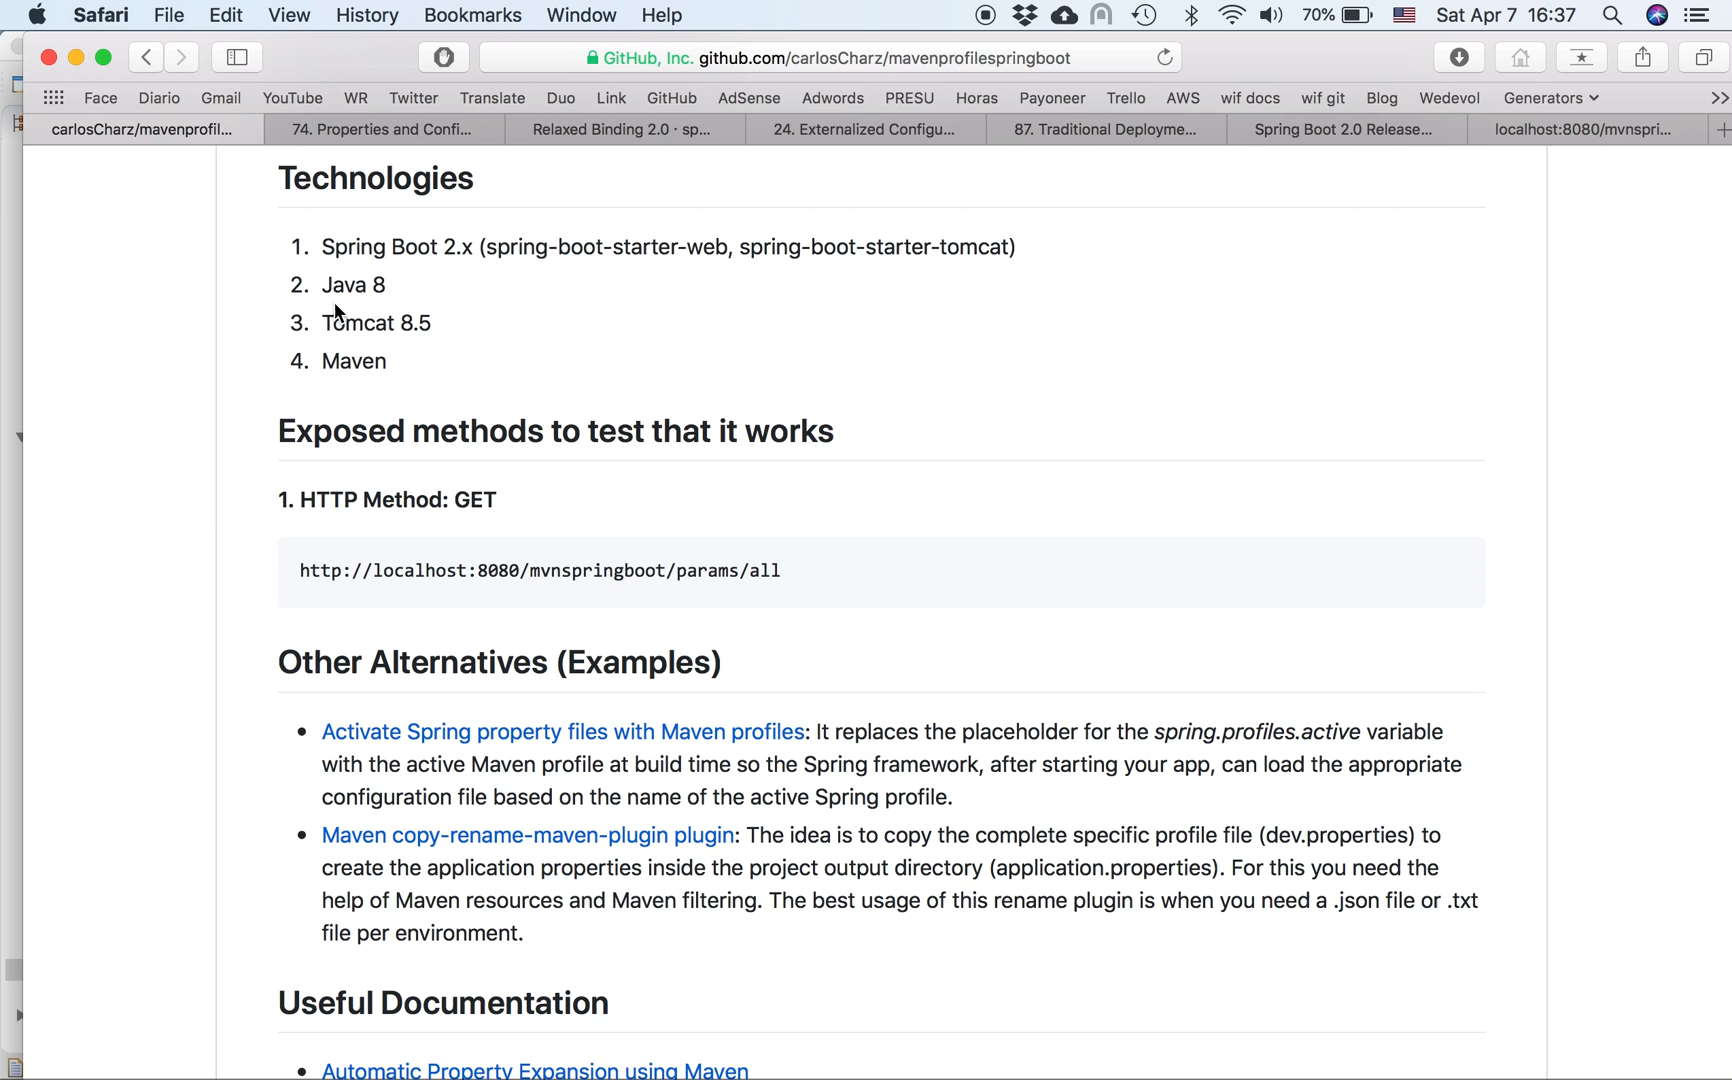 Safari File Edit View History Bookmarks Window Help 70% Sat Apr 7 16:37
GitHub, Inc. github.com/carlosCharz/mavenprofilespringboot
Face Diario Gmail YouTube WR Twitter Translate Duo Link GitHub AdSense Adwords PRESU Horas Payoneer Trello AWS wif docs wif git Blog Wedevol Generators
carlosCharz/mavenprofil... 74. Properties and Confi... Relaxed Binding 2.0 · sp... 24. Externalized Configu... 87. Traditional Deployme... Spring Boot 2.0 Release... localhost:8080/mvnspri...
Technologies
1. Spring Boot 2.x (spring-boot-starter-web, spring-boot-starter-tomcat)
2. Java 8
3. Tomcat 8.5
4. Maven
Exposed methods to test that it works
1. HTTP Method: GET
http://localhost:8080/mvnspringboot/params/all
Other Alternatives (Examples)
• Activate Spring property files with Maven profiles: It replaces the placeholder for the spring.profiles.active variable
with the active Maven profile at build time so the Spring framework, after starting your app, can load the appropriate
configuration file based on the name of the active Spring profile.
• Maven copy-rename-maven-plugin plugin: The idea is to copy the complete specific profile file (dev.properties) to
create the application properties inside the project output directory (application.properties). For this you need the
help of Maven resources and Maven filtering. The best usage of this rename plugin is when you need a .json file or .txt
file per environment.
Useful Documentation
• Automatic Property Expansion using Maven